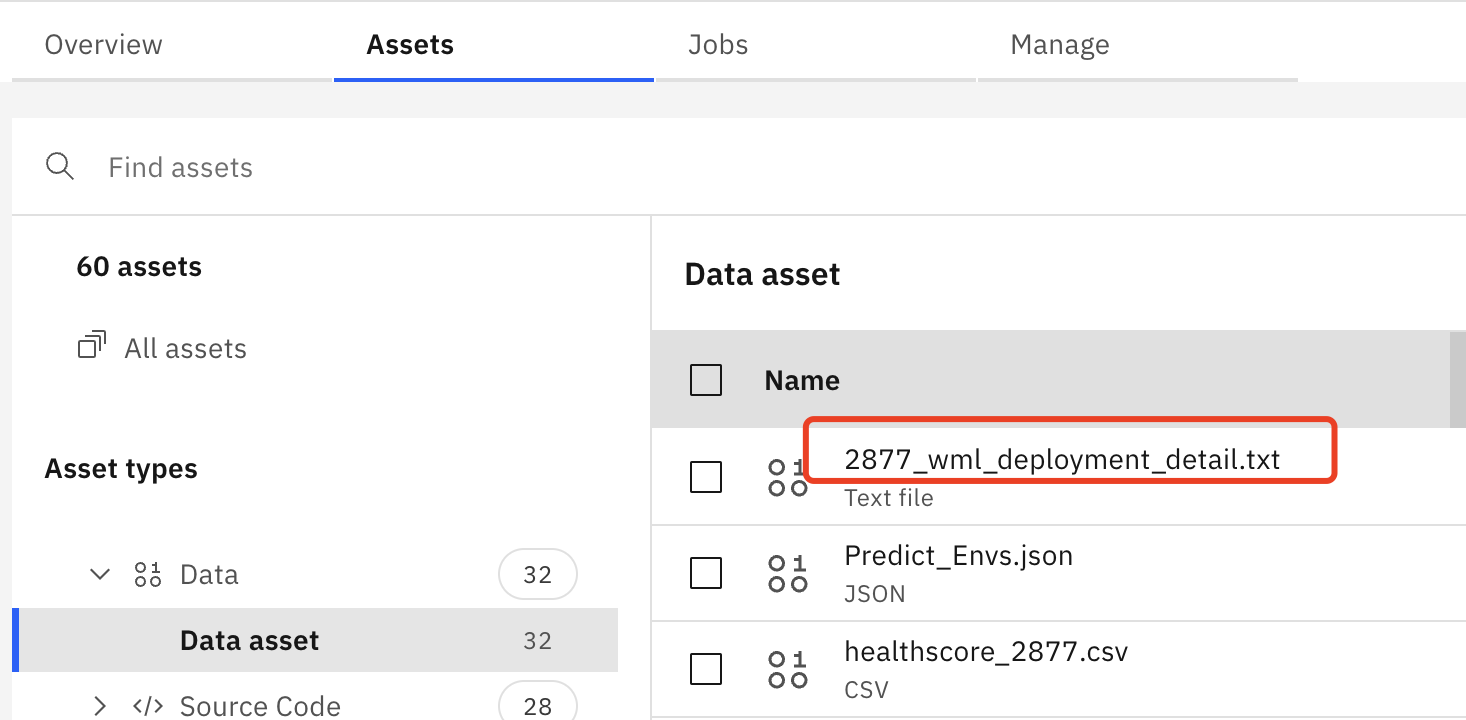 Overview Assets Jobs Manage
Find assets
60 assets
All assets
Asset types
Data 32
Data asset 32
</> Source Code 28
Data asset
Name
2877_wml_deployment_detail.txt
Text file
Predict_Envs.json
JSON
healthscore_2877.csv
CSV